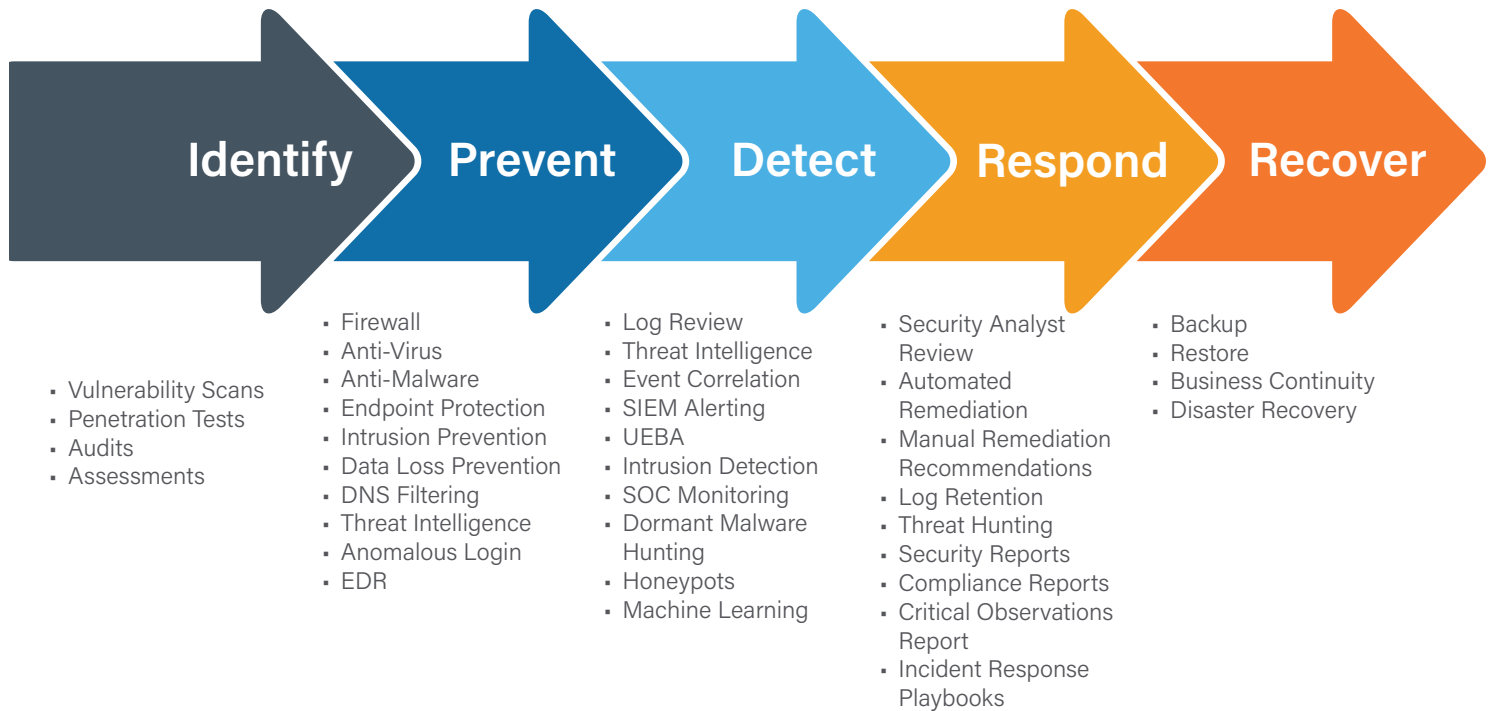 Identify
Prevent
Detect
Respond
Recover
▪ Vulnerability Scans
▪ Penetration Tests
▪ Audits
▪ Assessments
▪ Firewall
▪ Anti-Virus
▪ Anti-Malware
▪ Endpoint Protection
▪ Intrusion Prevention
▪ Data Loss Prevention
▪ DNS Filtering
▪ Threat Intelligence
▪ Anomalous Login
▪ EDR
▪ Log Review
▪ Threat Intelligence
▪ Event Correlation
▪ SIEM Alerting
▪ UEBA
▪ Intrusion Detection
▪ SOC Monitoring
▪ Dormant Malware
Hunting
▪ Honeypots
▪ Machine Learning
▪ Security Analyst
Review
▪ Automated
Remediation
▪ Manual Remediation
Recommendations
▪ Log Retention
▪ Threat Hunting
▪ Security Reports
▪ Compliance Reports
▪ Critical Observations
Report
▪ Incident Response
Playbooks
▪ Backup
▪ Restore
▪ Business Continuity
▪ Disaster Recovery